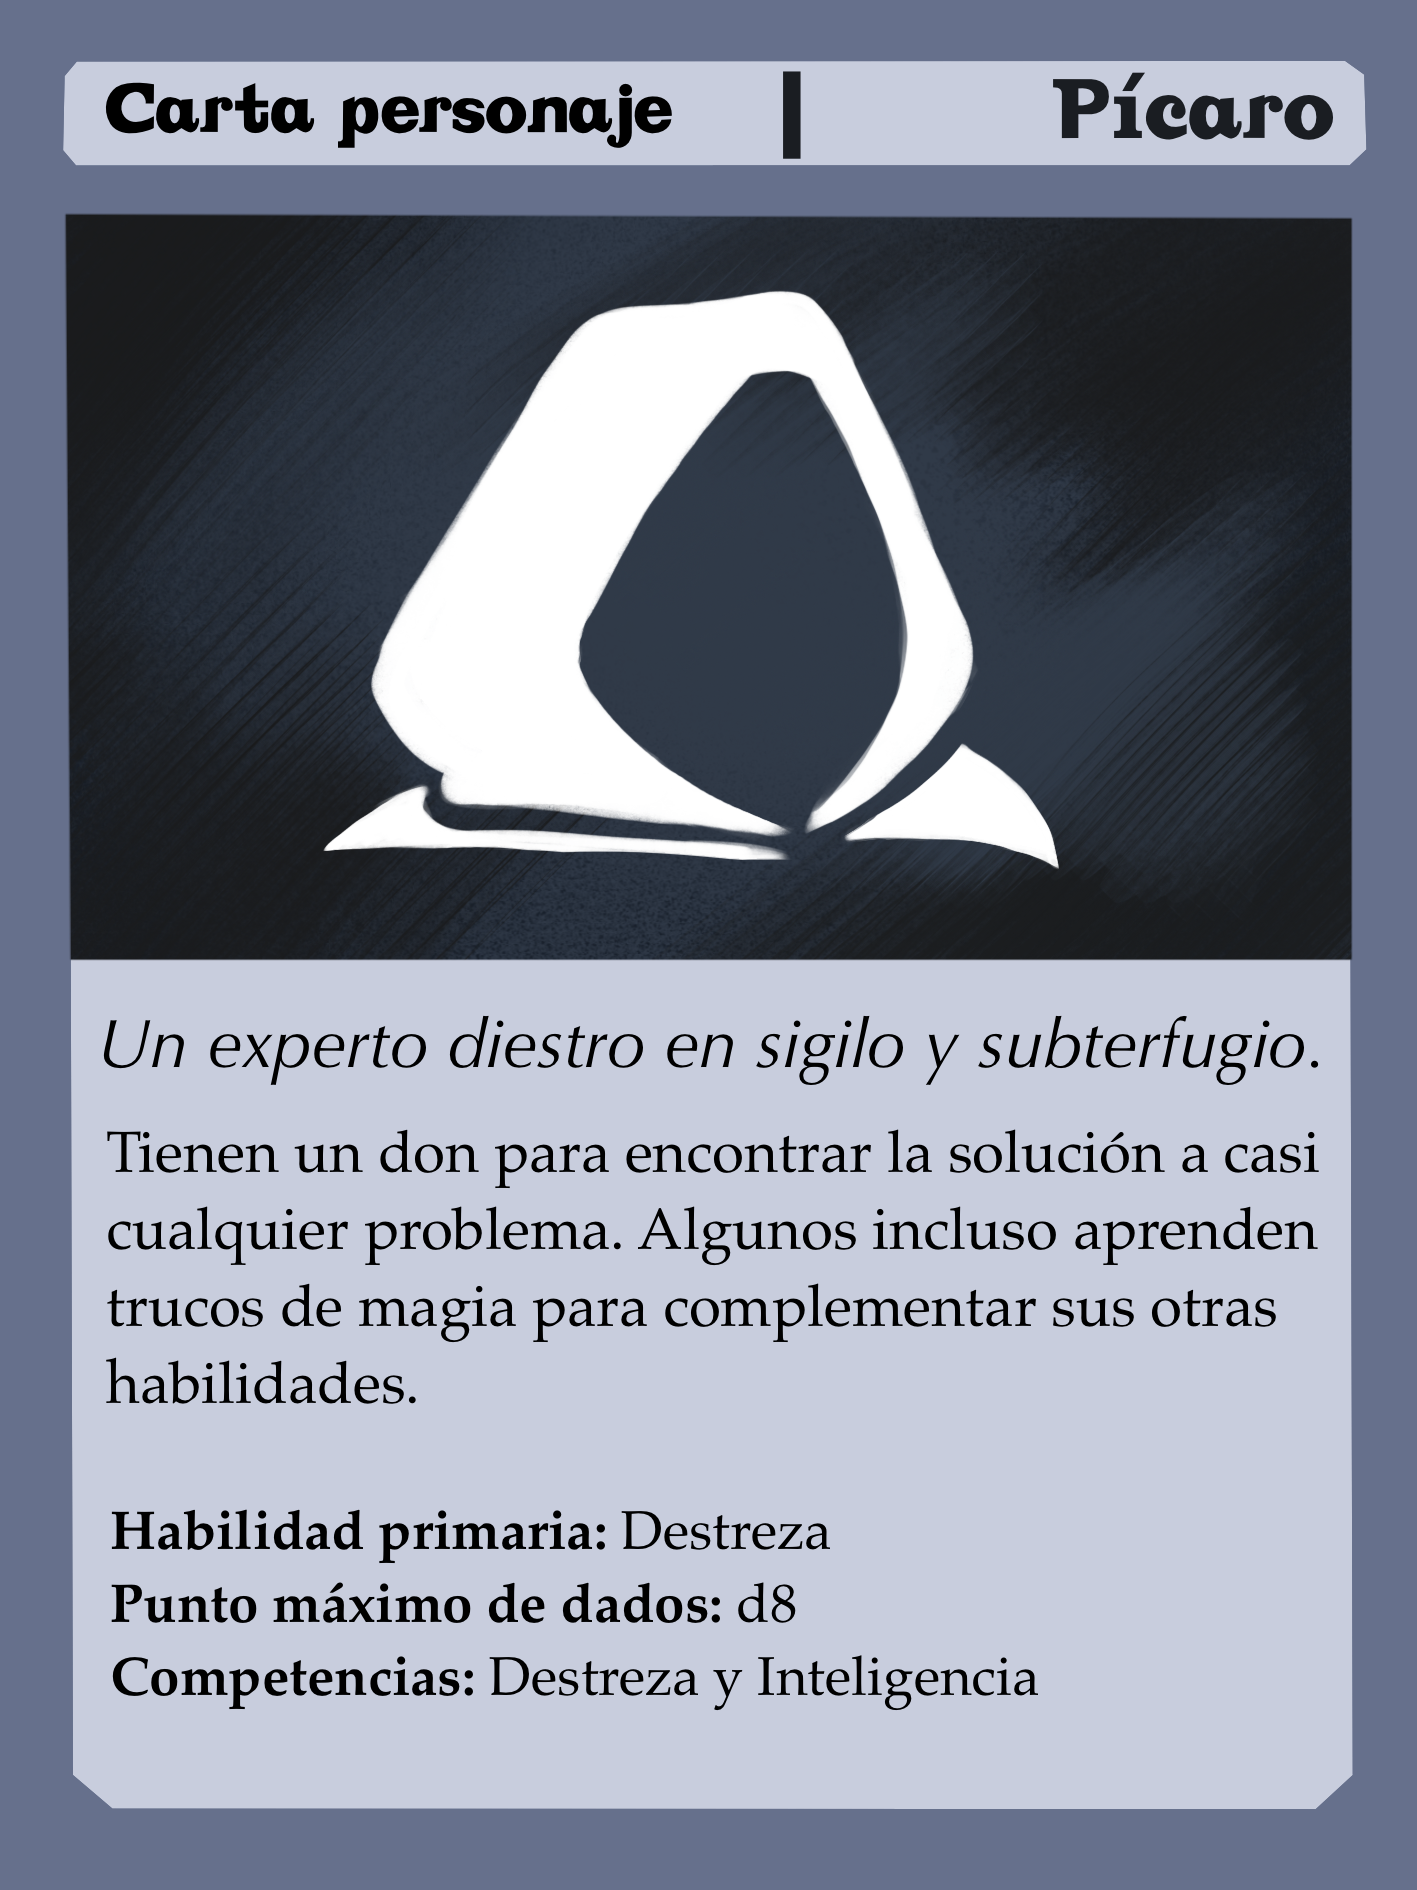 Carta personaje | Pícaro
Un experto diestro en sigilo y subterfugio.
Tienen un don para encontrar la solución a casi
cualquier problema. Algunos incluso aprenden
trucos de magia para complementar sus otras
habilidades.
Habilidad primaria: Destreza
Punto máximo de dados: d8
Competencias: Destreza y Inteligencia